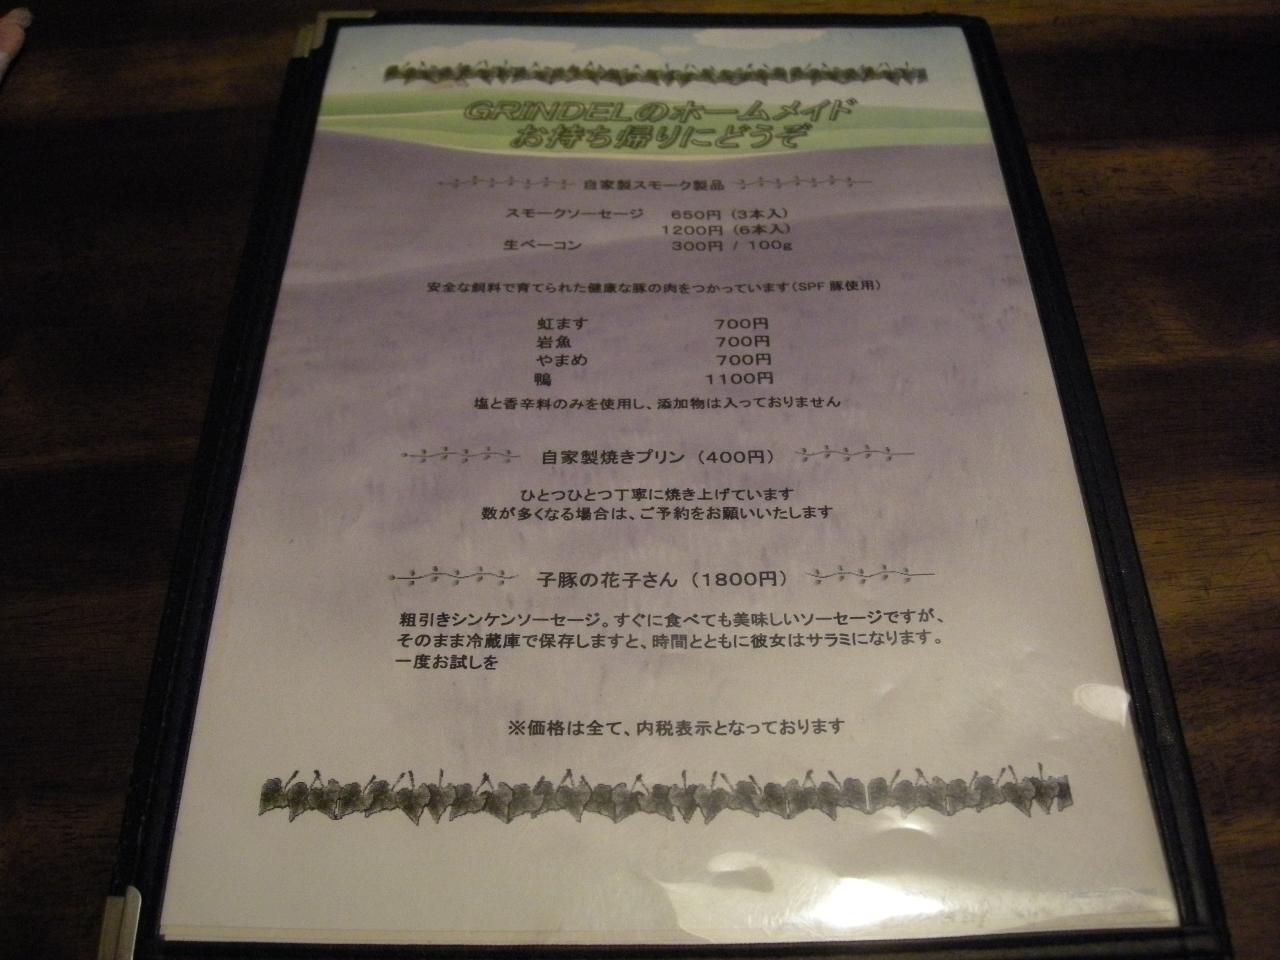 GRINDELのホームメイド
お持ち帰りにどうぞ
自家製スモーク製品
スモークソーセージ 650円 (3本入)
1200円 (6本入)
生ベーコン 300円 / 100g
安全な飼料で育てられた健康な豚の肉をつかっています(SPF 豚使用)
虹ます 700円
岩魚 700円
やまめ 700円
鴨 1100円
塩と香辛料のみを使用し、添加物は入っておりません
自家製焼きプリン (400円)
ひとつひとつ丁寧に焼き上げています
数が多くなる場合は、ご予約をお願いいたします
子豚の花子さん (1800円)
粗引きシンケンソーセージ。すぐに食べても美味しいソーセージですが、
そのまま冷蔵庫で保存しますと、時間とともに彼女はサラミになります。
一度お試しを
※価格は全て、内税表示となっております